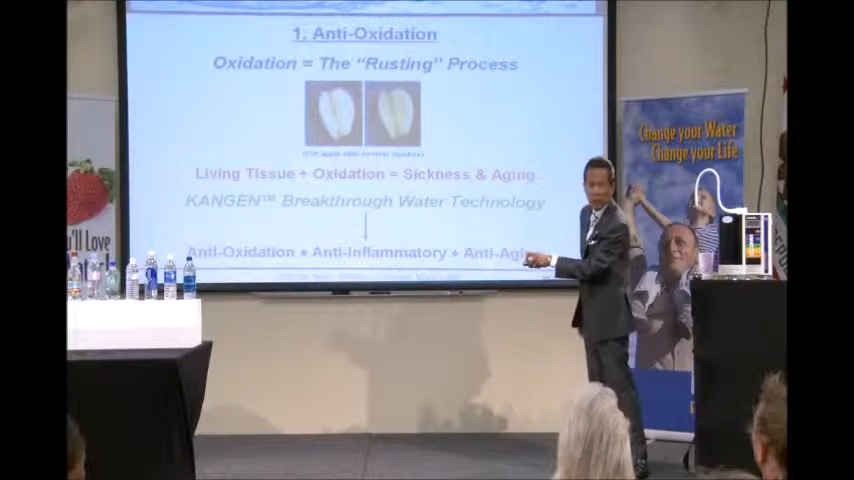 1. Anti-Oxidation
Oxidation = The "Rusting" Process
Living Tissue + Oxidation = Sickness & Aging
KANGEN™ Breakthrough Water Technology
Anti-Oxidation • Anti-Inflammatory + Anti-Aging
Change your Water
Change your Life
'll Love